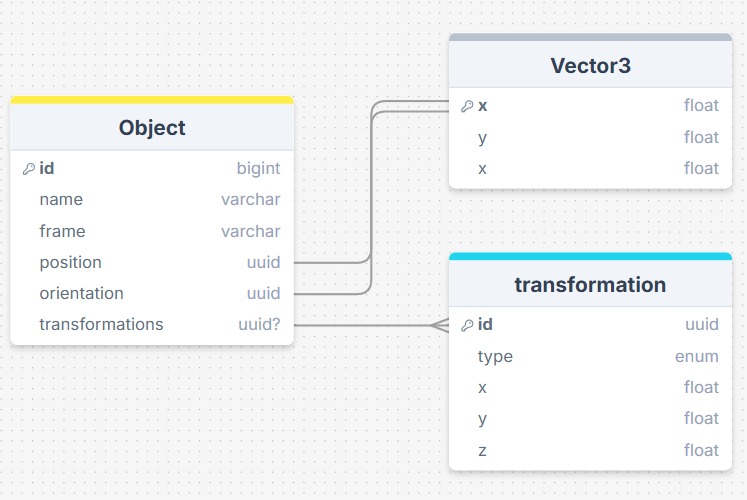 Object
id bigint
name varchar
frame varchar
position uuid
orientation uuid
transformations uuid?
Vector3
x float
y float
x float
transformation
id uuid
type enum
x float
y float
z float